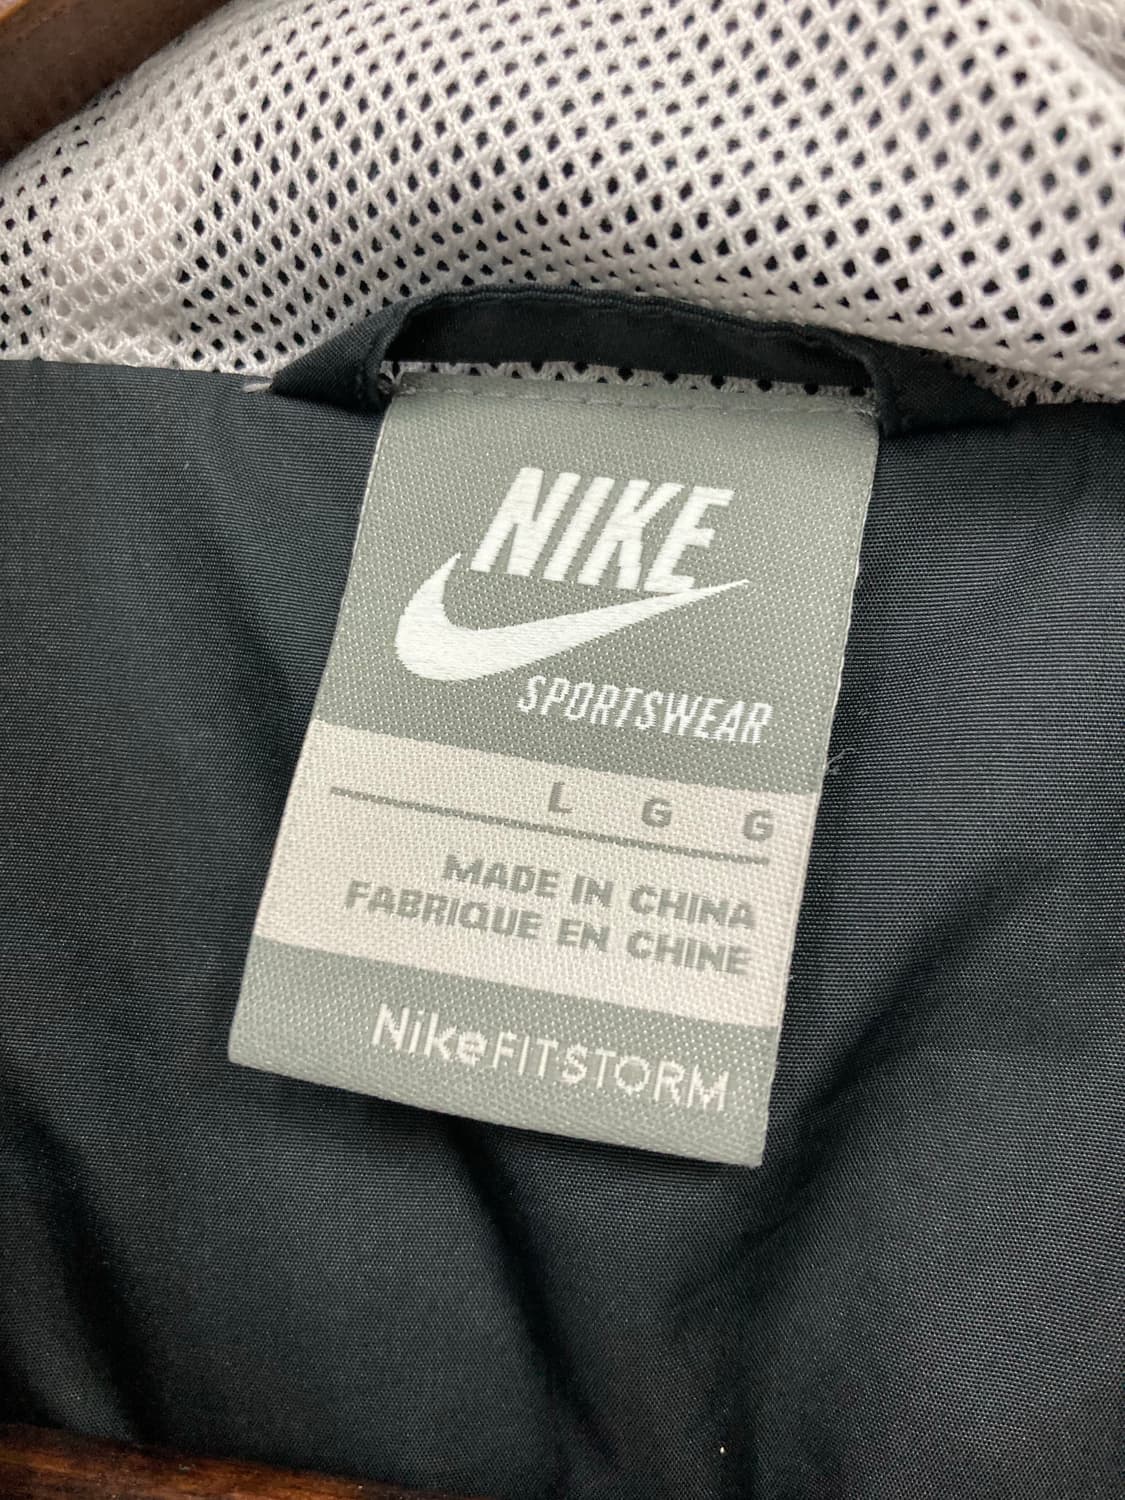 NIKE
SPORTSWEAR
L G G
MADE IN CHINA
FABRIQUE EN CHINE
NikeFITSTORM